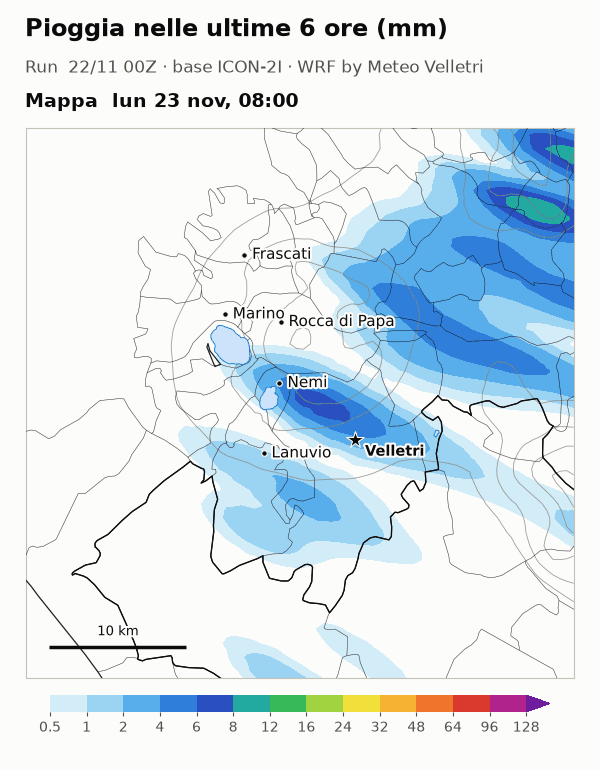 Pioggia nelle ultime 6 ore (mm)
Run  22/11 00Z · base ICON-2I · WRF by Meteo Velletri
Mappa  lun 23 nov, 08:00
Frascati
Marino
Rocca di Papa
Nemi
Velletri
Lanuvio
10 km
0.5 1 2 4 6 8 12 16 24 32 48 64 96 128